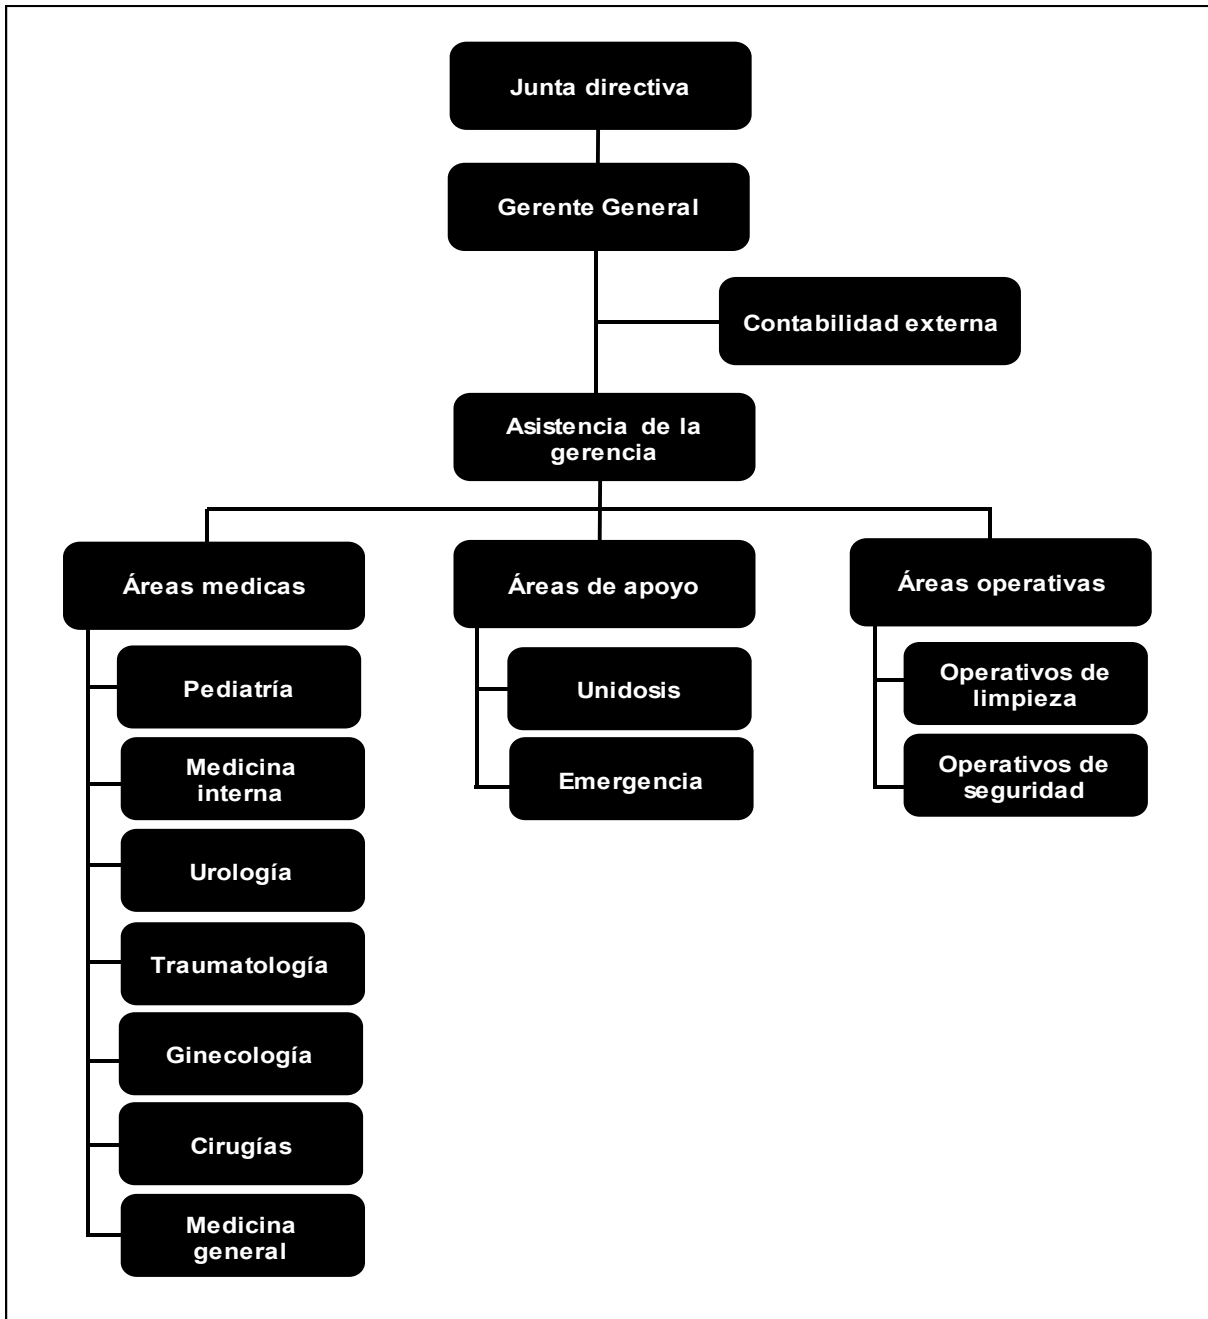 Junta directiva
Gerente General
Contabilidad externa
Asistencia de la
gerencia
Áreas medicas
Áreas de apoyo
Áreas operativas
Pediatría
Medicina
interna
Urología
Traumatología
Ginecología
Cirugías
Medicina
general
Unidosis
Emergencia
Operativos de
limpieza
Operativos de
seguridad